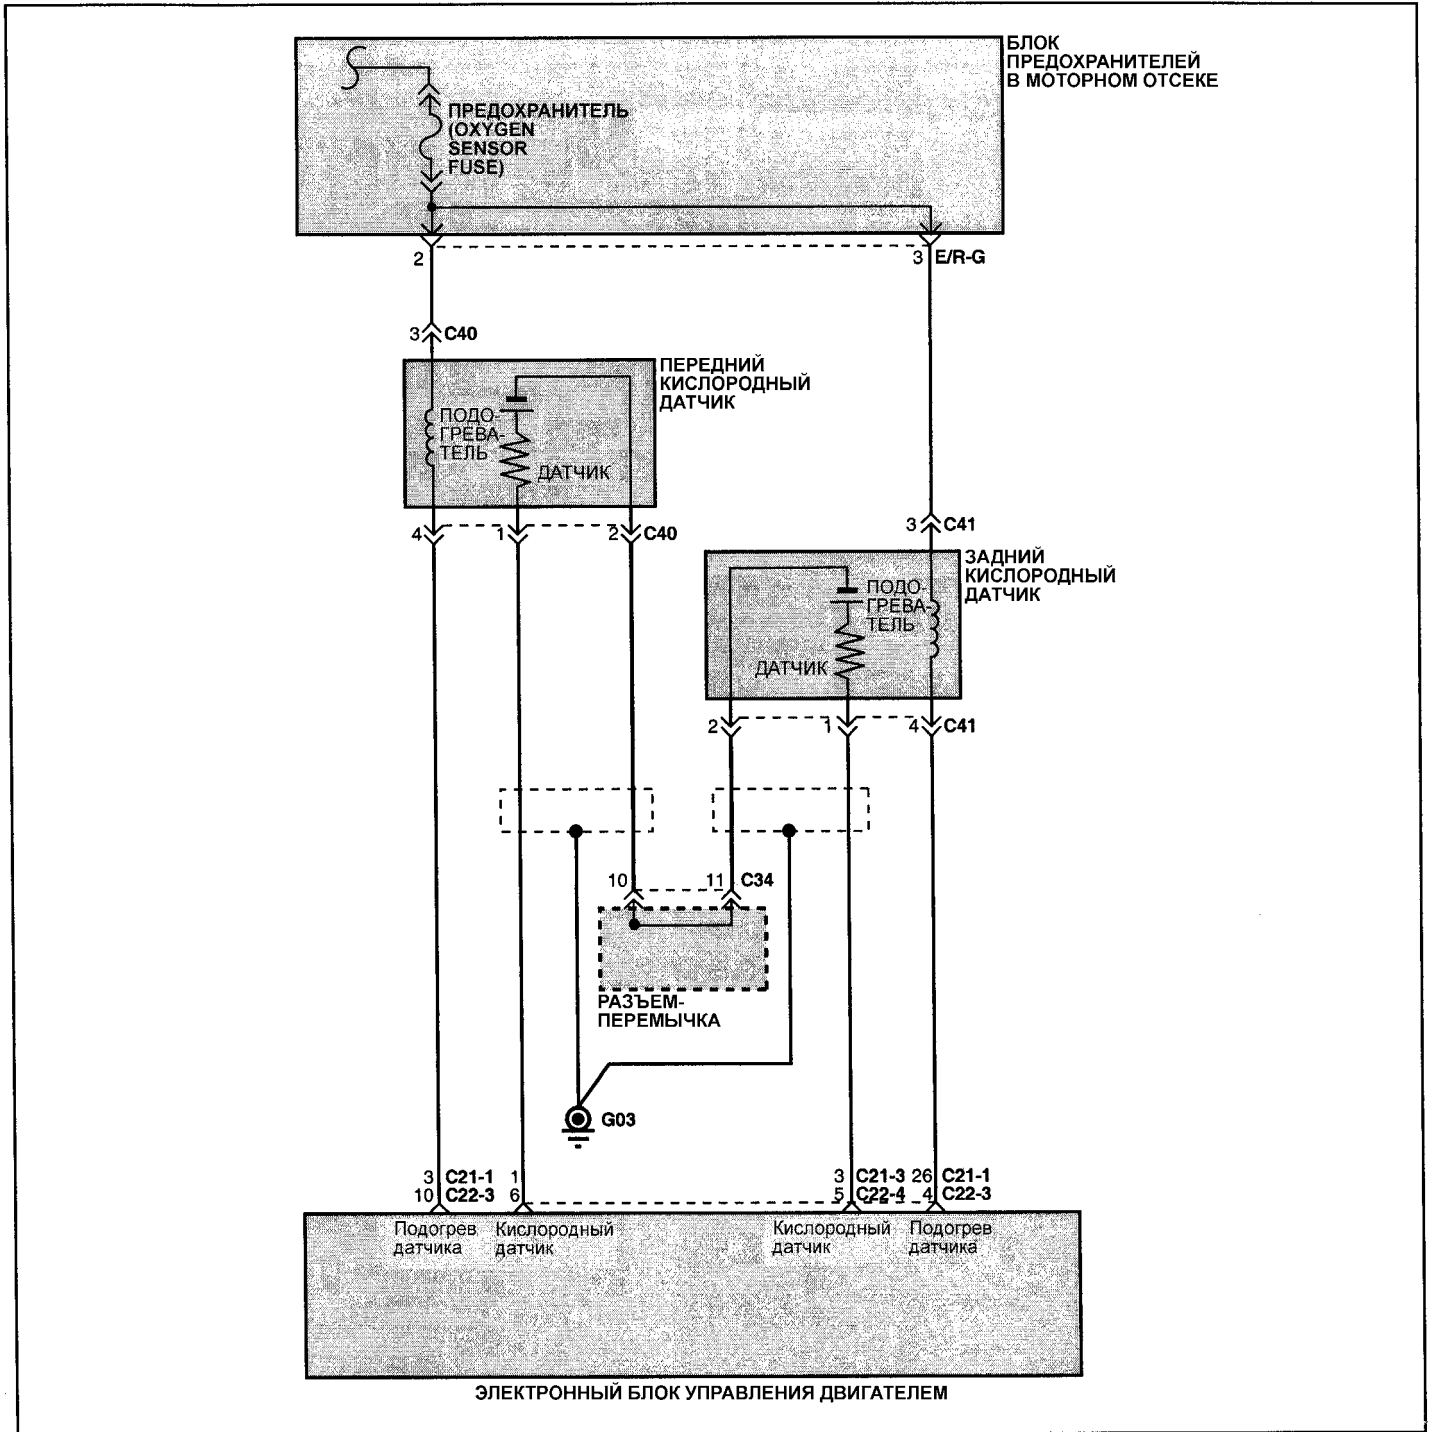 БЛОК
ПРЕДОХРАНИТЕЛЕЙ
В МОТОРНОМ ОТСЕКЕ
ПРЕДОХРАНИТЕЛЬ
(OXYGEN
SENSOR
FUSE)
2
3 E/R-G
3 C40
ПЕРЕДНИЙ
КИСЛОРОДНЫЙ
ДАТЧИК
ПОДО-
ГРЕВА-
ТЕЛЬ
ДАТЧИК
4 1 2 C40
3 C41
ЗАДНИЙ
КИСЛОРОДНЫЙ
ДАТЧИК
ПОДО-
ГРЕВА-
ТЕЛЬ
ДАТЧИК
2 1 4 C41
10 11 C34
РАЗЪЕМ-
ПЕРЕМЫЧКА
G03
3 C21-1 1 3 C21-3 26 C21-1
10 C22-3 6 5 C22-4 4 C22-3
Подогрев Кислородный Кислородный Подогрев
датчика датчик датчик датчика
ЭЛЕКТРОННЫЙ БЛОК УПРАВЛЕНИЯ ДВИГАТЕЛЕМ